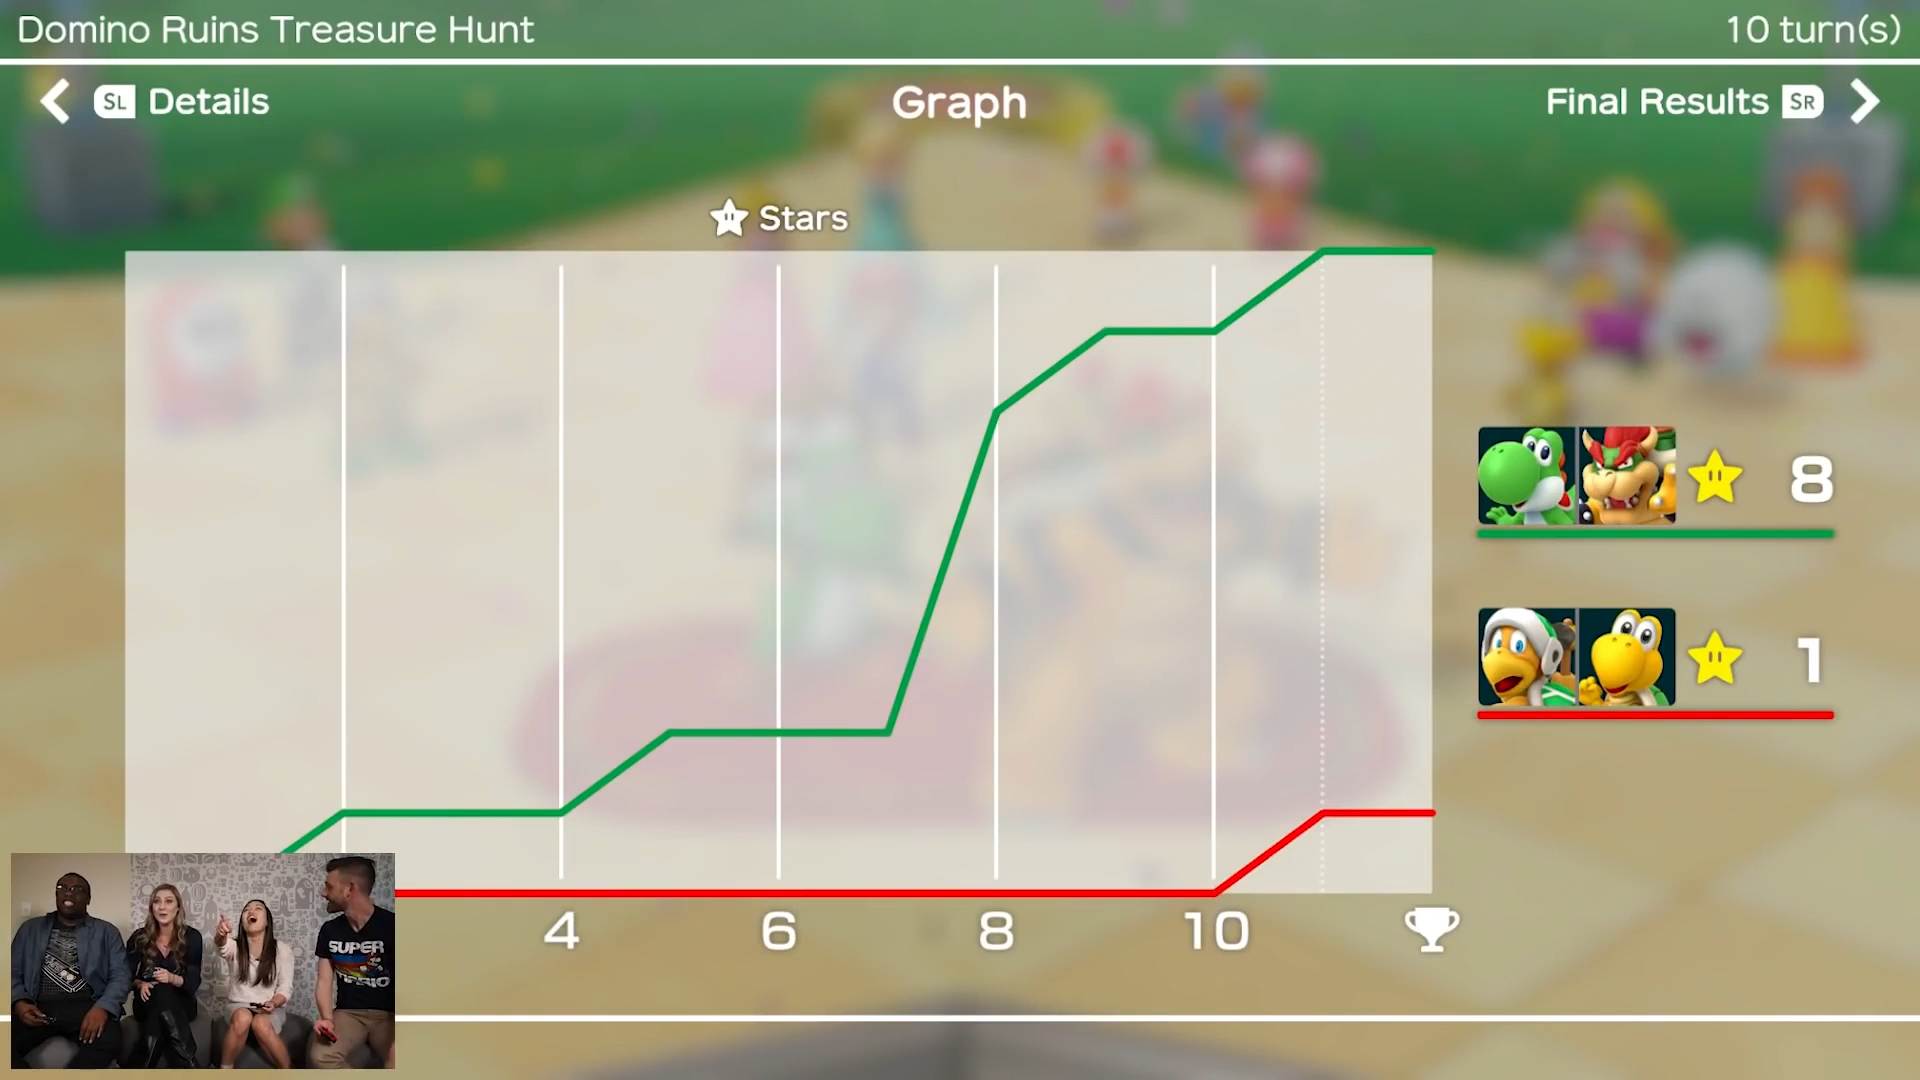 Domino Ruins Treasure Hunt
10 turn(s)
SL Details
Graph
Final Results SR
Stars
8
1
4 6 8 10
SUPER